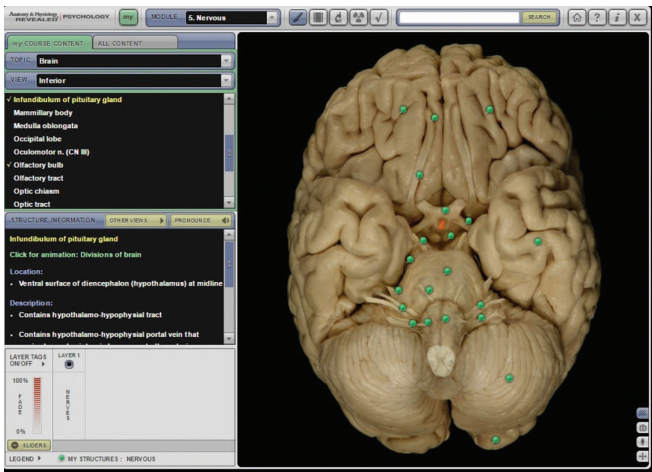 Anatomy & Physiology
REVEALED PSYCHOLOGY
my
MODULE 5. Nervous
SEARCH
? i X
my COURSE CONTENT ALL CONTENT
TOPIC Brain
VIEW Inferior
✓ Infundibulum of pituitary gland
Mammillary body
Medulla oblongata
Occipital lobe
Oculomotor n. (CN III)
✓ Olfactory bulb
Olfactory tract
Optic chiasm
Optic tract
STRUCTURE INFORMATION OTHER VIEWS PRONOUNCE
Infundibulum of pituitary gland
Click for animation: Divisions of brain
Location:
• Ventral surface of diencephalon (hypothalamus) at midline
Description:
• Contains hypothalamo-hypophysial tract
• Contains hypothalamo-hypophysial portal vein that
LAYER TAGS
ON/OFF
LAYER 1
100%
FADE
0%
NERVES
SLIDERS
LEGEND MY STRUCTURES : NERVOUS